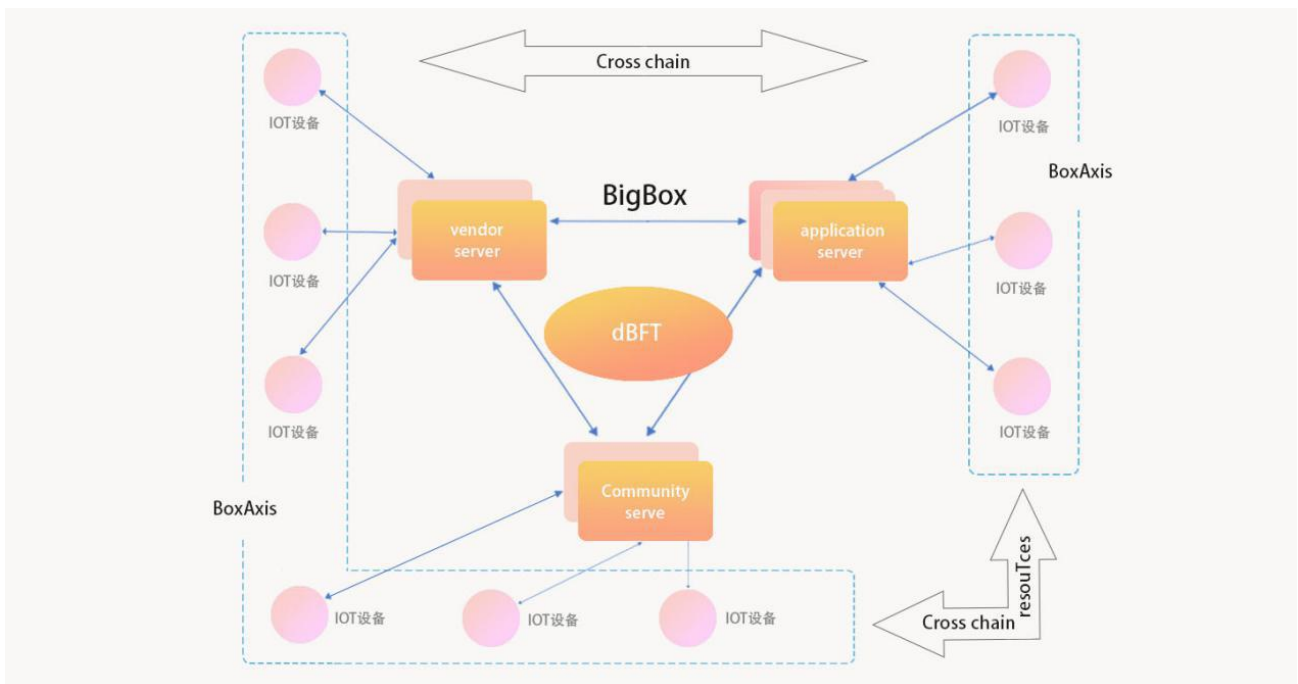 Cross chain
IOT设备
IOT设备
BoxAxis
BigBox
vendor
server
application
server
IOT设备
IOT设备
dBFT
IOT设备
IOT设备
BoxAxis
Community
serve
resouTces
Cross chain
IOT设备
IOT设备
IOT设备